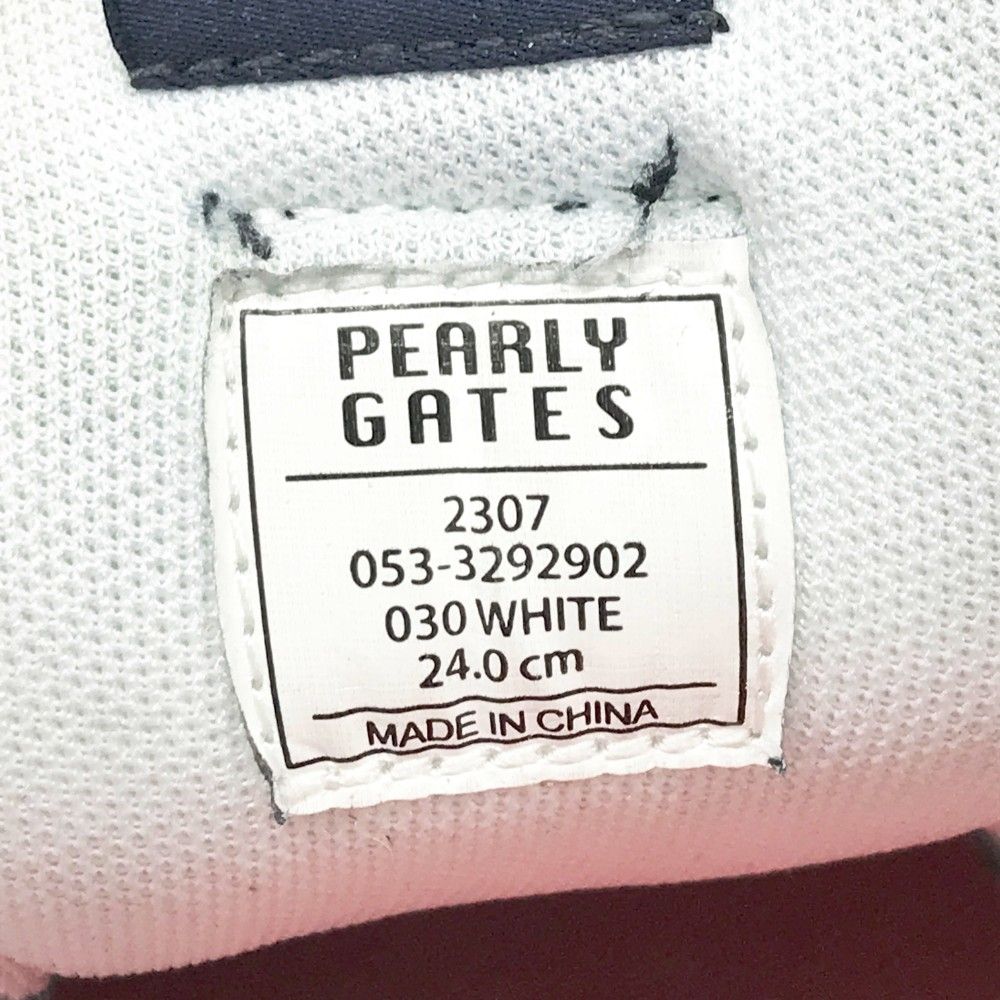 PEARLY
GATES
2307
053-3292902
030 WHITE
24.0 cm
MADE IN CHINA